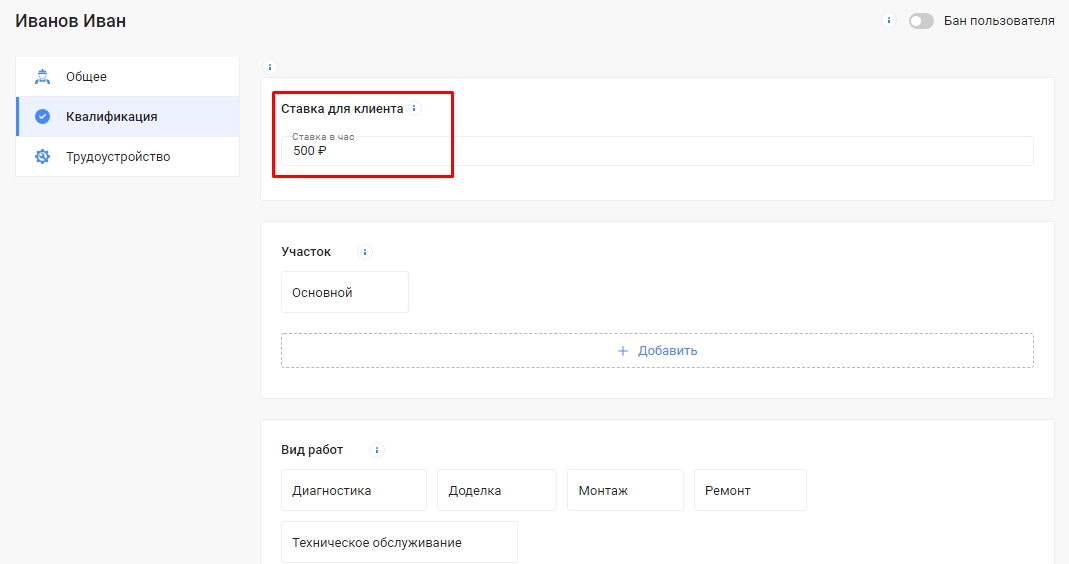 Иванов Иван
Бан пользователя
Общее
Квалификация
Трудоустройство
Ставка для клиента
Ставка в час
500 ₽
Участок
Основной
+ Добавить
Вид работ
Диагностика Доделка Монтаж Ремонт
Техническое обслуживание